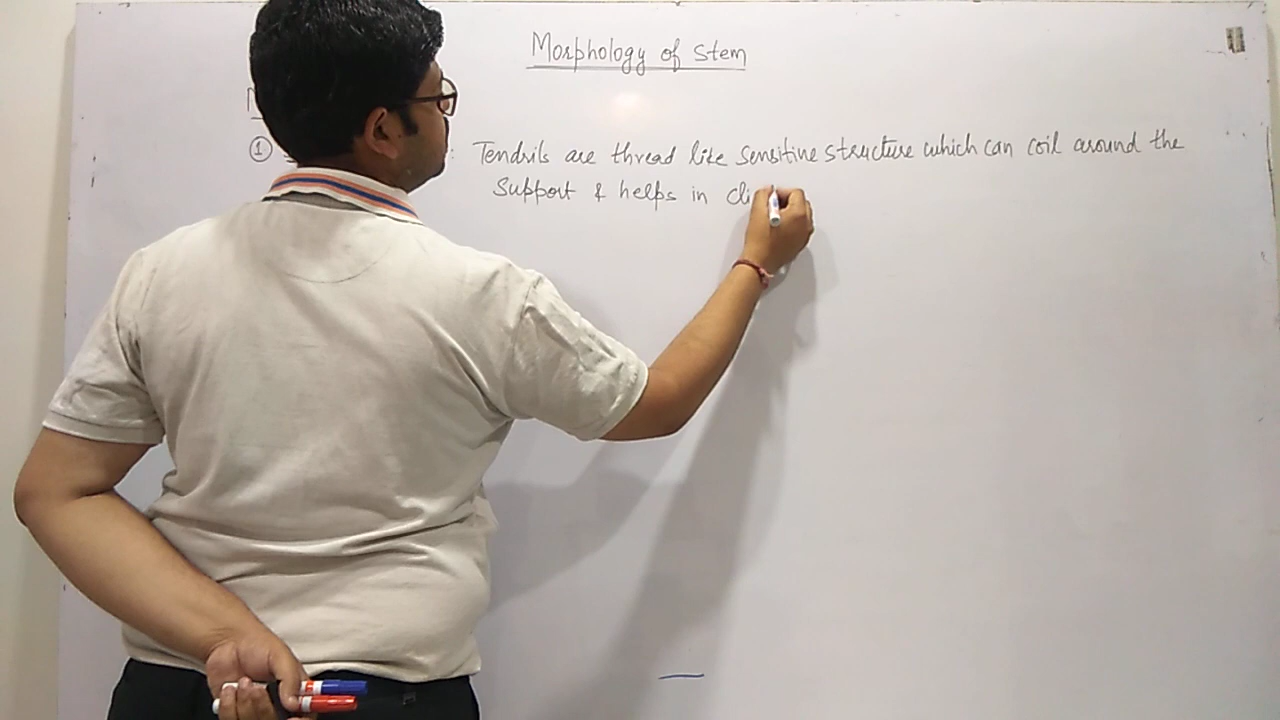 Morphology of Stem
① : Tendrils are thread like sensitive structure which can coil around the
Support & helps in cli